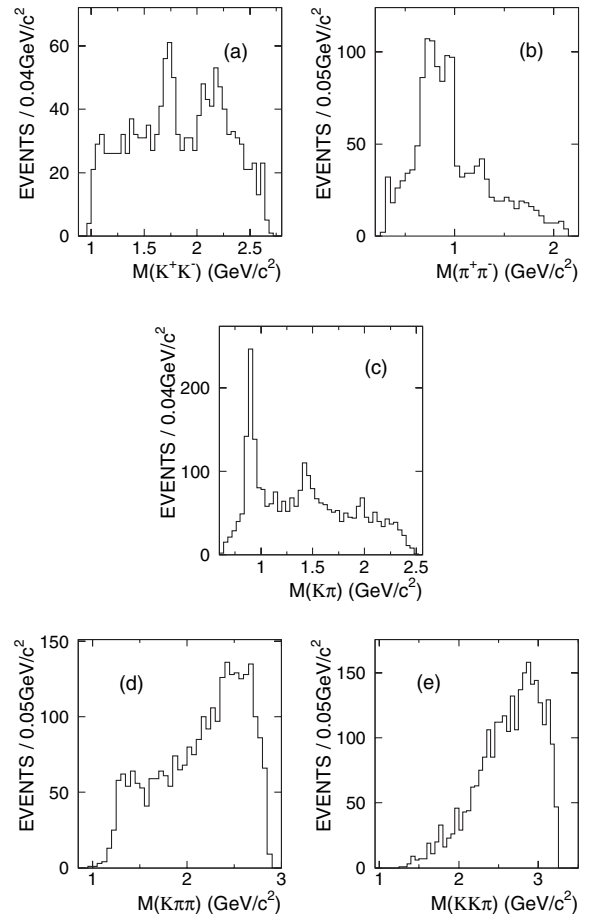 EVENTS / 0.04GeV/c²
60
40
20
0
(a)
1
1.5
2
2.5
M(K⁺K⁻) (GeV/c²)
EVENTS / 0.05GeV/c²
100
50
0
(b)
1
2
M(π⁺π⁻) (GeV/c²)
EVENTS / 0.04GeV/c²
200
100
0
(c)
1
1.5
2
2.5
M(Kπ) (GeV/c²)
EVENTS / 0.05GeV/c²
150
100
50
0
(d)
1
2
3
M(Kππ) (GeV/c²)
EVENTS / 0.05GeV/c²
150
100
50
0
(e)
1
2
3
M(KKπ) (GeV/c²)